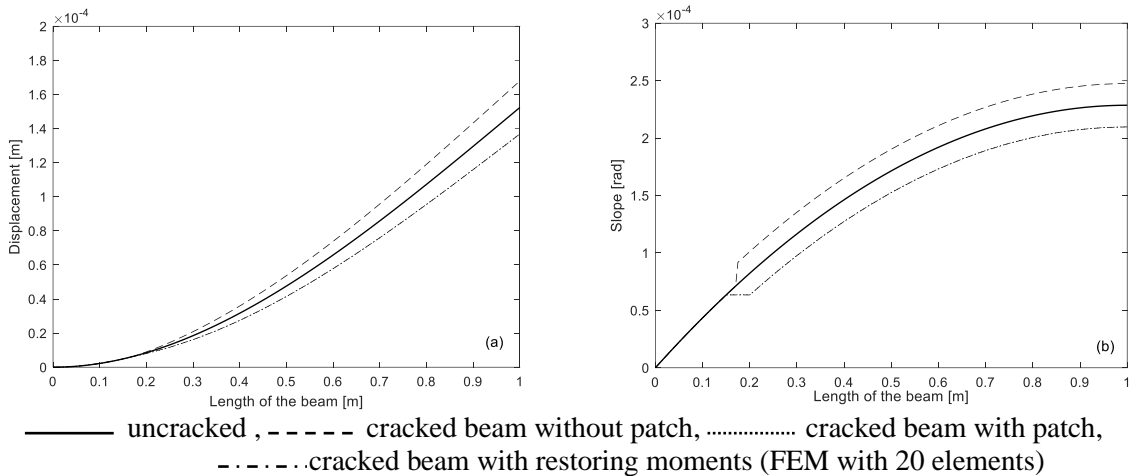 ×10-4
2
1.8
1.6
1.4
1.2
1
0.8
0.6
0.4
0.2
0
Displacement [m]
(a)
0 0.1 0.2 0.3 0.4 0.5 0.6 0.7 0.8 0.9 1
Length of the beam [m]
×10-4
3
2.5
2
1.5
1
0.5
0
Slope [rad]
(b)
0 0.1 0.2 0.3 0.4 0.5 0.6 0.7 0.8 0.9 1
Length of the beam [m]
uncracked , cracked beam without patch, cracked beam with patch,
cracked beam with restoring moments (FEM with 20 elements)